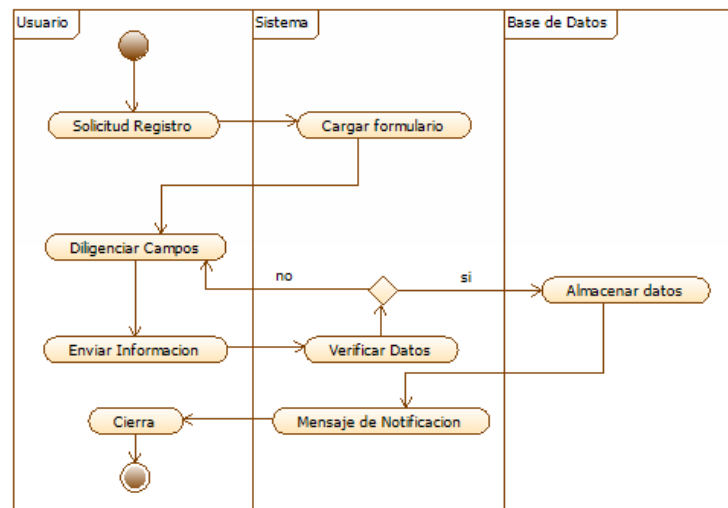 Usuario
Sistema
Base de Datos
Solicitud Registro
Cargar formulario
Diligenciar Campos
no
si
Almacenar datos
Enviar Informacion
Verificar Datos
Cierra
Mensaje de Notificacion